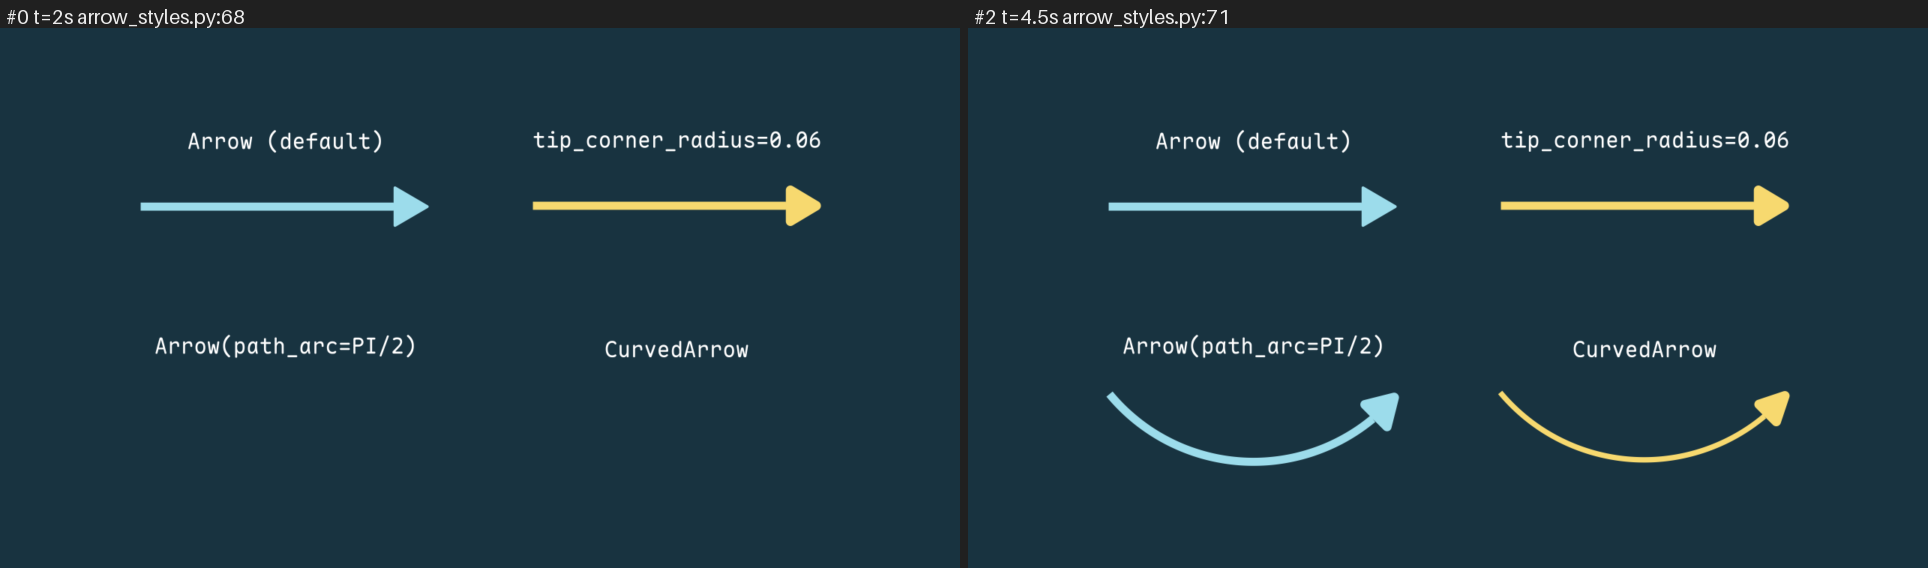 #0 t=2s arrow_styles.py:68
Arrow (default)
tip_corner_radius=0.06
Arrow(path_arc=PI/2)
CurvedArrow
#2 t=4.5s arrow_styles.py:71
Arrow (default)
tip_corner_radius=0.06
Arrow(path_arc=PI/2)
CurvedArrow